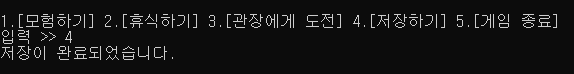 1.[모험하기] 2.[휴식하기] 3.[관장에게 도전] 4.[저장하기] 5.[게임 종료]
입력 >> 4
저장이 완료되었습니다.